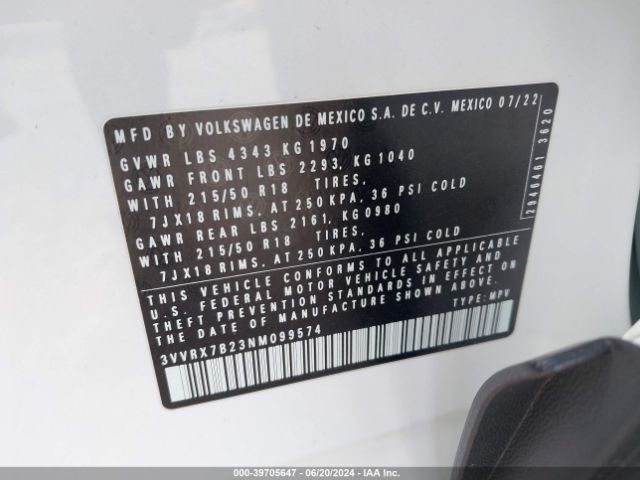 MFD BY VOLKSWAGEN DE MEXICO S.A. DE C.V. MEXICO 07/22
GVWR LBS 4343 KG 1970
GAWR FRONT LBS 2293, KG 1040
WITH 215/50 R18 TIRES,
7JX18 RIMS, AT 250 KPA, 36 PSI COLD
GAWR REAR LBS 2161, KG 0980
WITH 215/50 R18 TIRES,
7JX18 RIMS, AT 250 KPA, 36 PSI COLD
THIS VEHICLE CONFORMS TO ALL APPLICABLE
U.S. FEDERAL MOTOR VEHICLE SAFETY AND
THEFT PREVENTION STANDARDS IN EFFECT ON
THE DATE OF MANUFACTURE SHOWN ABOVE.
3VVRX7B23NM099574 TYPE: MPV
2946461 3620
000-39705647 - 06/20/2024 - IAA Inc.